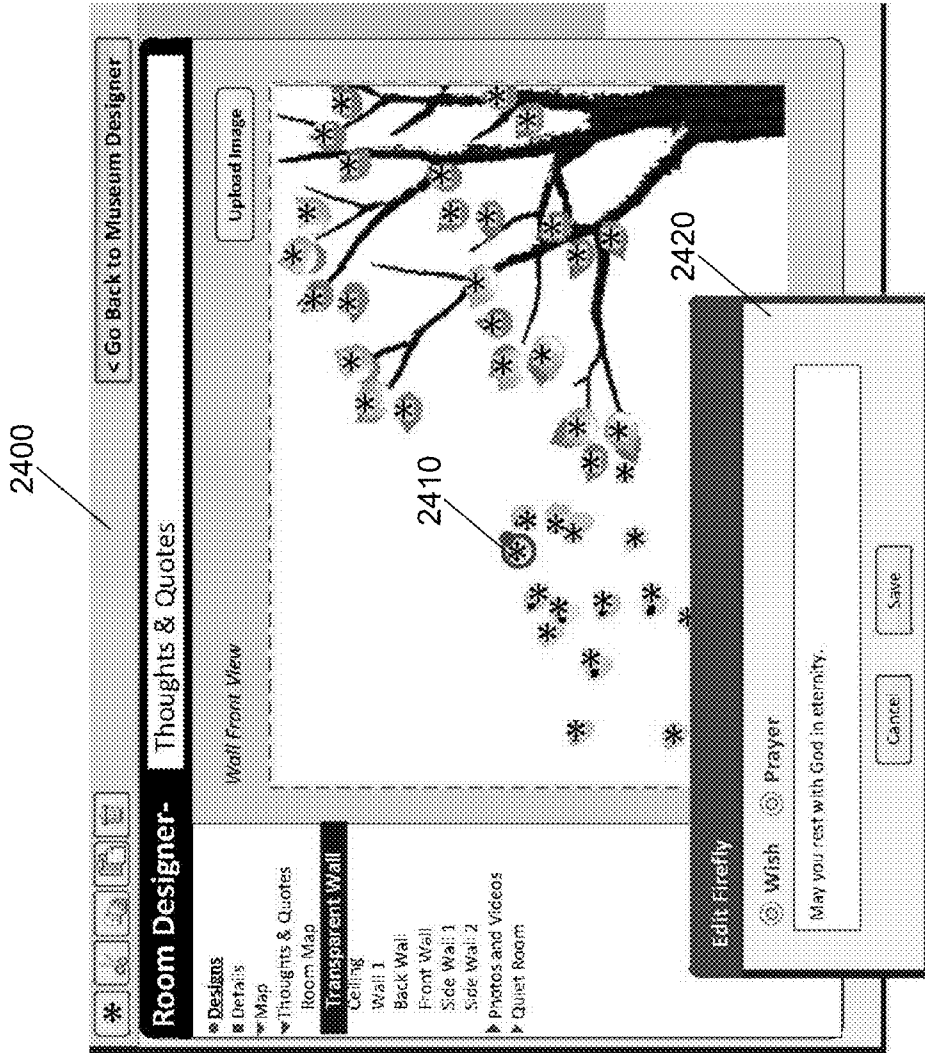 2400
< Go Back to Museum Designer
Room Designer-
Thoughts & Quotes
Designs
Details
Map
Thoughts & Quotes
Room Map
Transparent Wall
Ceiling
Wall 1
Back Wall
Front Wall
Side Wall 1
Side Wall 2
Photos and Videos
Quiet Room
Wall Front View
Upload Image
2410
2420
Edit Firefly
Wish
Prayer
May you rest with God in eternity.
Cancel
Save